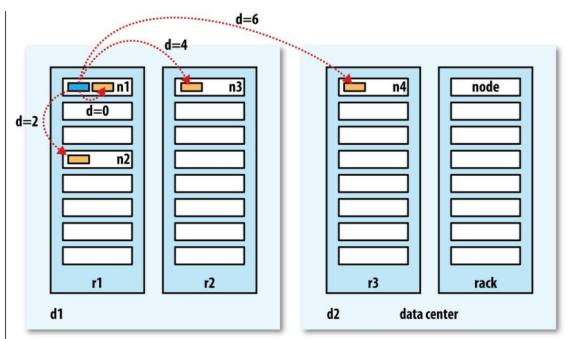 d=6
d=4
n1
n3
n4
node
d=0
d=2
n2
r1
r2
r3
rack
d1
d2
data center